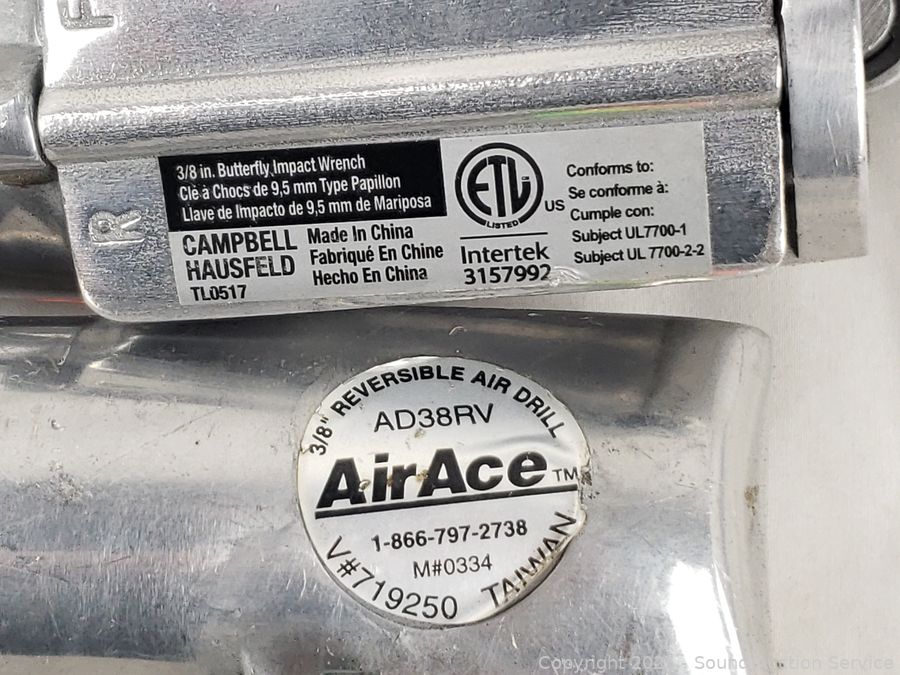 F
R
3/8 in. Butterfly Impact Wrench
Clé à Chocs de 9,5 mm Type Papillon
Llave de Impacto de 9,5 mm de Mariposa
CAMPBELL
HAUSFELD
TL0517
Made In China
Fabriqué En Chine
Hecho En China
ETL
LISTED
US
Intertek
3157992
Conforms to:
Se conforme à:
Cumple con:
Subject UL7700-1
Subject UL 7700-2-2
3/8" REVERSIBLE AIR DRILL
AD38RV
AirAce TM
1-866-797-2738
M#0334
V#719250 TAIWAN
Copyright Sound Auction Service